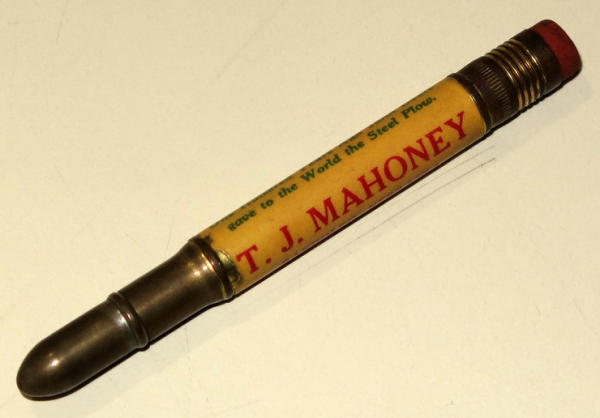 gave to the World the Steel Plow.
T. J. MAHONEY